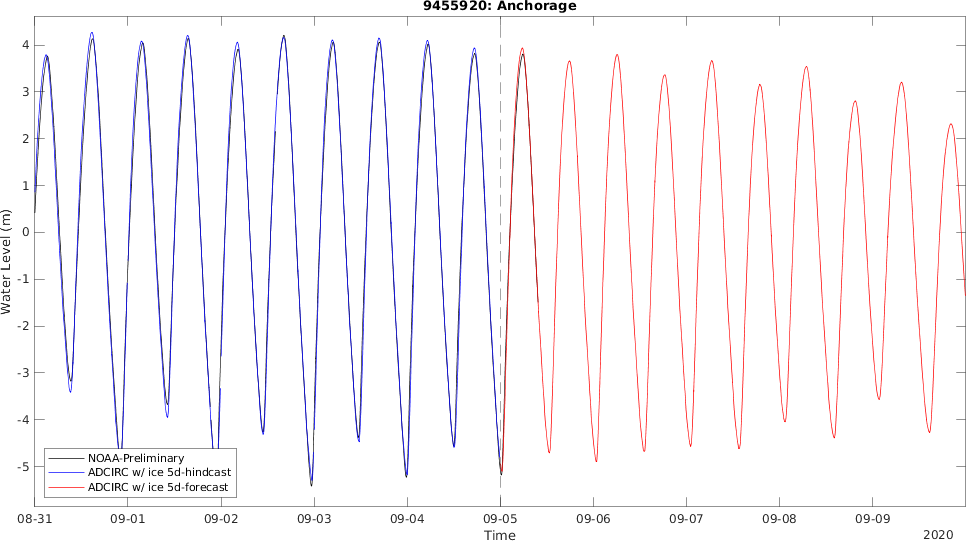 9455920: Anchorage
4
3
2
1
0
-1
-2
-3
-4
-5
Water Level (m)
NOAA-Preliminary
ADCIRC w/ ice 5d-hindcast
ADCIRC w/ ice 5d-forecast
08-31 09-01 09-02 09-03 09-04 09-05 09-06 09-07 09-08 09-09
Time
2020